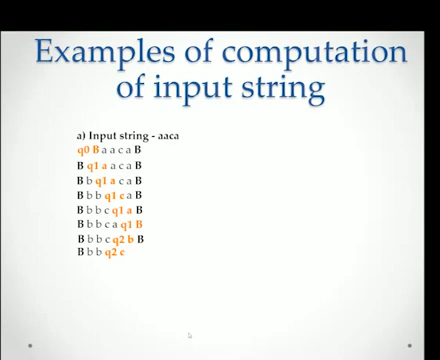 Examples of computation
of input string
a) Input string - aaca
q0 B a a c a B
B q1 a a c a B
B b q1 a c a B
B b b q1 c a B
B b b c q1 a B
B b b c a q1 B
B b b c q2 b B
B b b q2 c